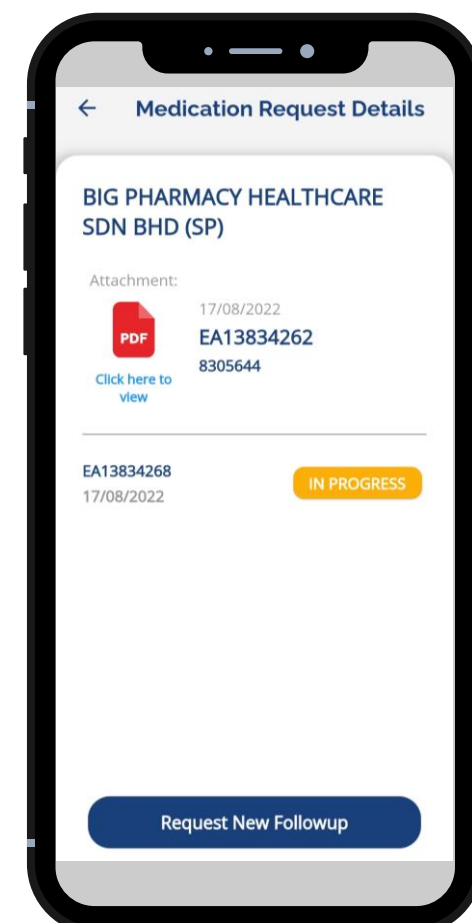 Medication Request Details
BIG PHARMACY HEALTHCARE
SDN BHD (SP)
Attachment:
PDF
Click here to
view
17/08/2022
EA13834262
8305644
EA13834268
17/08/2022
IN PROGRESS
Request New Followup